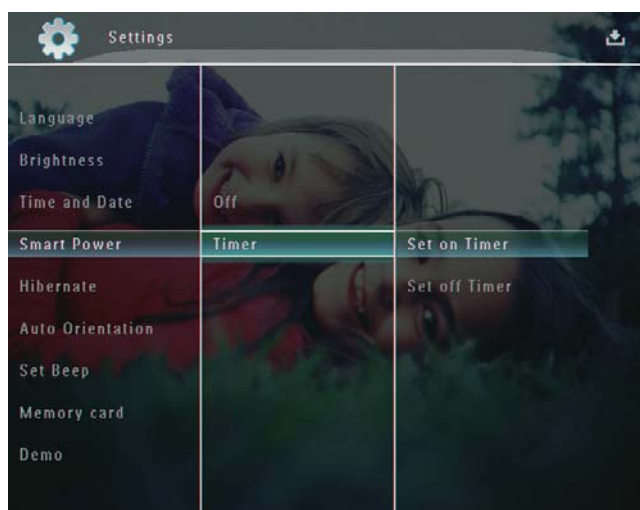 Settings
Language
Brightness
Time and Date
Off
Smart Power
Timer
Set on Timer
Hibernate
Set off Timer
Auto Orientation
Set Beep
Memory card
Demo